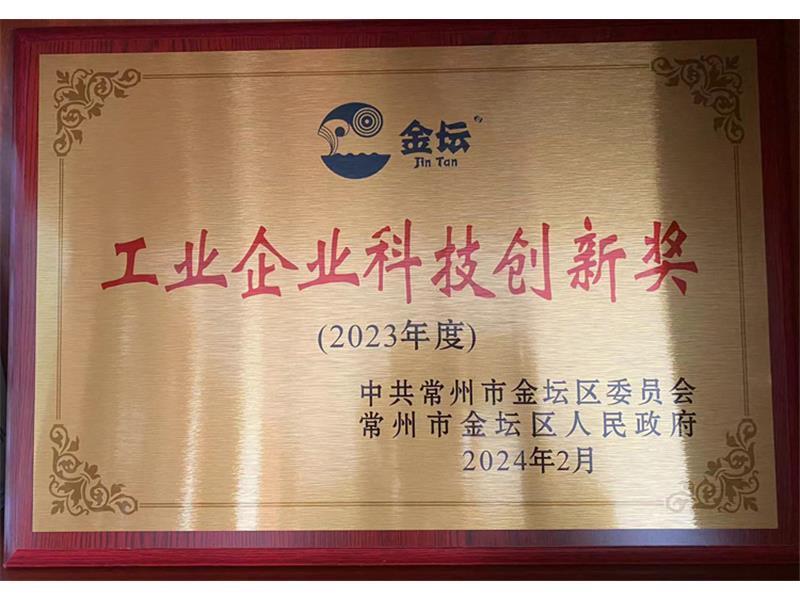 金坛
Jin Tan
工业企业科技创新奖
(2023年度)
中共常州市金坛区委员会
常州市金坛区人民政府
2024年2月